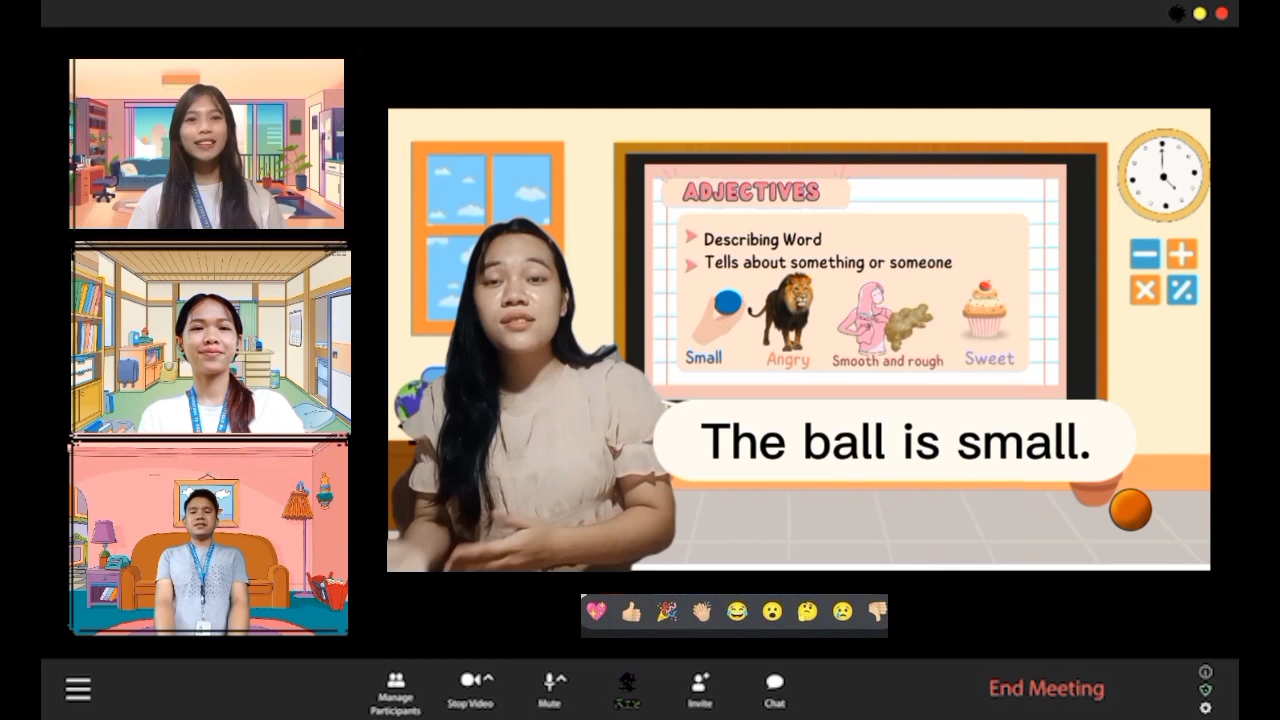 ADJECTIVES
Describing Word
Tells about something or someone
Small
Angry
Smooth and rough
Sweet
The ball is small.
Manage
Participants
Stop Video
Mute
Invite
Chat
End Meeting